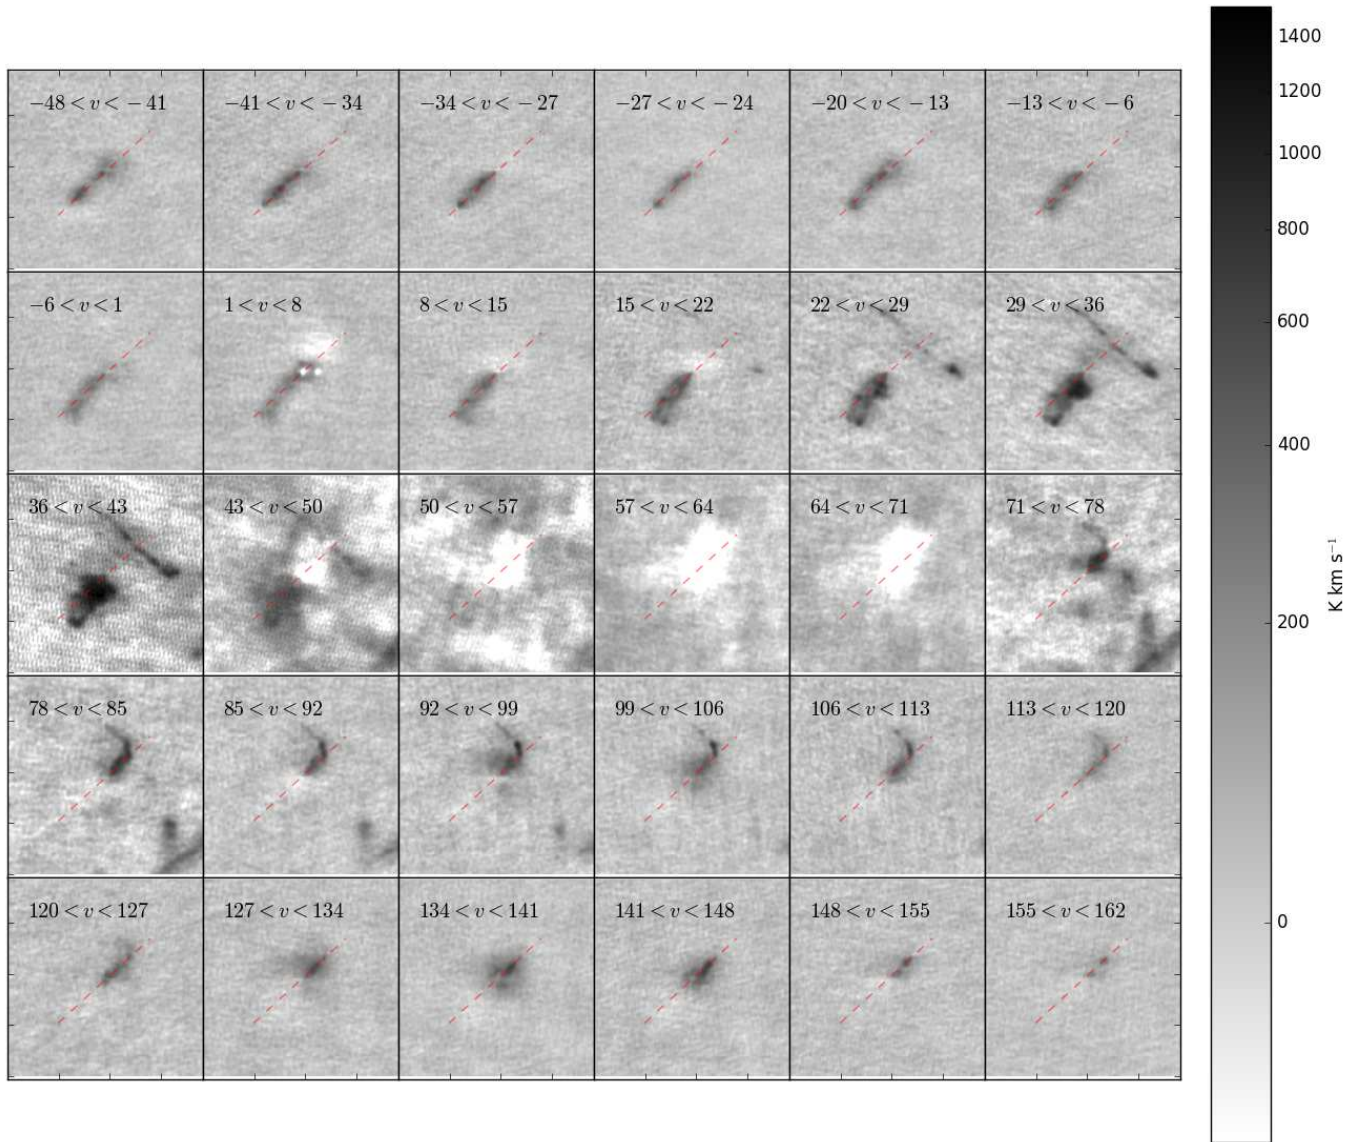 −48 < v < −41
−41 < v < −34
−34 < v < −27
−27 < v < −24
−20 < v < −13
−13 < v < −6
−6 < v < 1
1 < v < 8
8 < v < 15
15 < v < 22
22 < v < 29
29 < v < 36
36 < v < 43
43 < v < 50
50 < v < 57
57 < v < 64
64 < v < 71
71 < v < 78
78 < v < 85
85 < v < 92
92 < v < 99
99 < v < 106
106 < v < 113
113 < v < 120
120 < v < 127
127 < v < 134
134 < v < 141
141 < v < 148
148 < v < 155
155 < v < 162
1400
1200
1000
800
600
400
200
0
K km s⁻¹